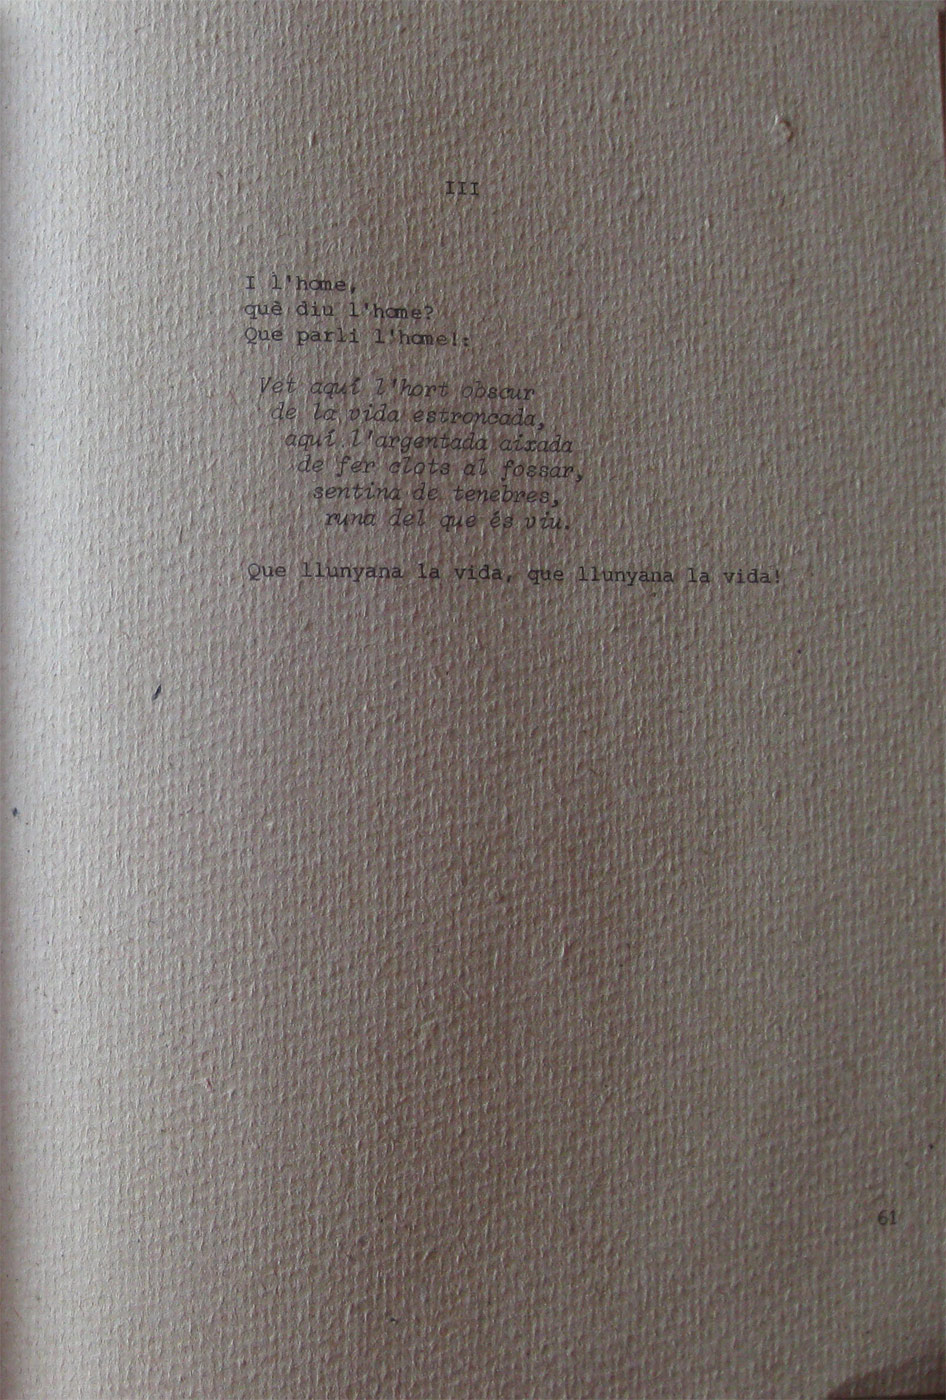 III
I l'home,
què diu l'home?
Que parli l'home!:
Vet aquí l'hort obscur
de la vida estroncada,
aquí l'argentada aixada
de fer clots al fossar,
sentina de tenebres,
runa del que és viu.
Que llunyana la vida, que llunyana la vida!
61